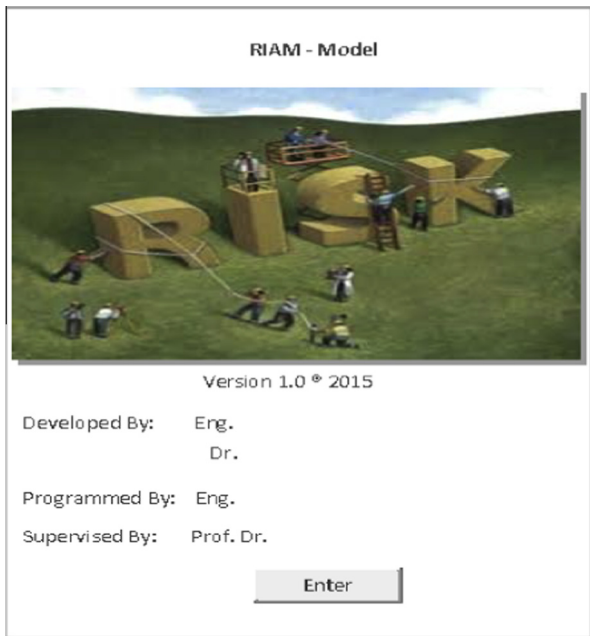 RIAM - Model
RISK
Version 1.0 ® 2015
Developed By: Eng.
Dr.
Programmed By: Eng.
Supervised By: Prof. Dr.
Enter